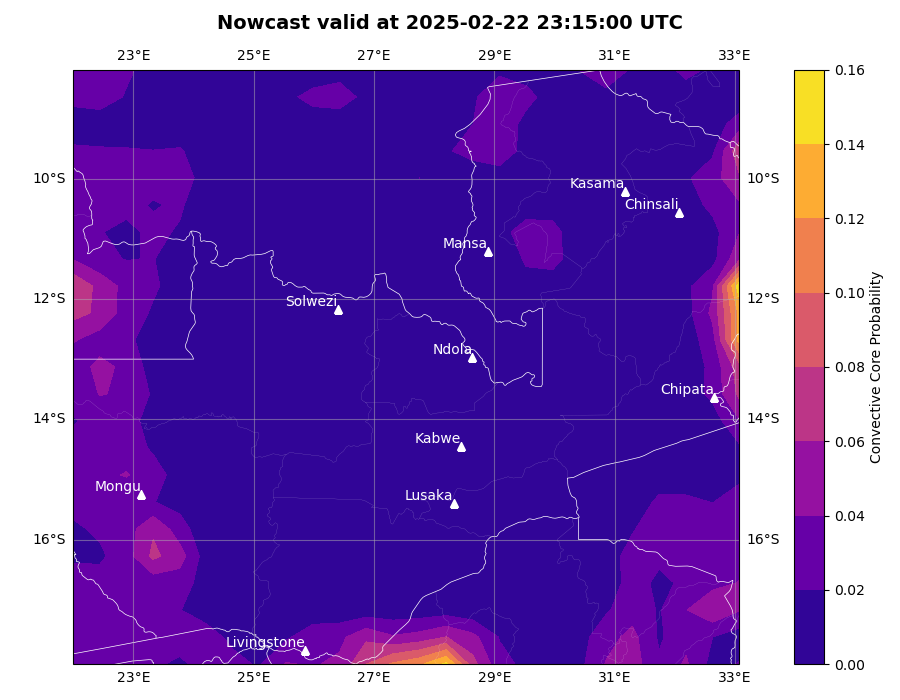 Nowcast valid at 2025-02-22 23:15:00 UTC
23°E 25°E 27°E 29°E 31°E 33°E
0.16
0.14
10°S Kasama 10°S
Chinsali
0.12
Mansa
12°S Solwezi 12°S 0.10
Ndola
0.08
Chipata
14°S 14°S
Kabwe 0.06
Mongu Lusaka
0.04
16°S 16°S
0.02
Livingstone
0.00
23°E 25°E 27°E 29°E 31°E 33°E
Convective Core Probability